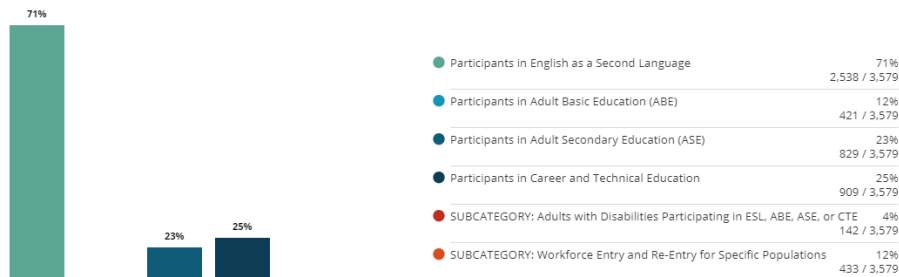 71%
23%
25%
Participants in English as a Second Language 71%
2,538 / 3,579
Participants in Adult Basic Education (ABE) 12%
421 / 3,579
Participants in Adult Secondary Education (ASE) 23%
829 / 3,579
Participants in Career and Technical Education 25%
909 / 3,579
SUBCATEGORY: Adults with Disabilities Participating in ESL, ABE, ASE, or CTE 4%
142 / 3,579
SUBCATEGORY: Workforce Entry and Re-Entry for Specific Populations 12%
433 / 3,579